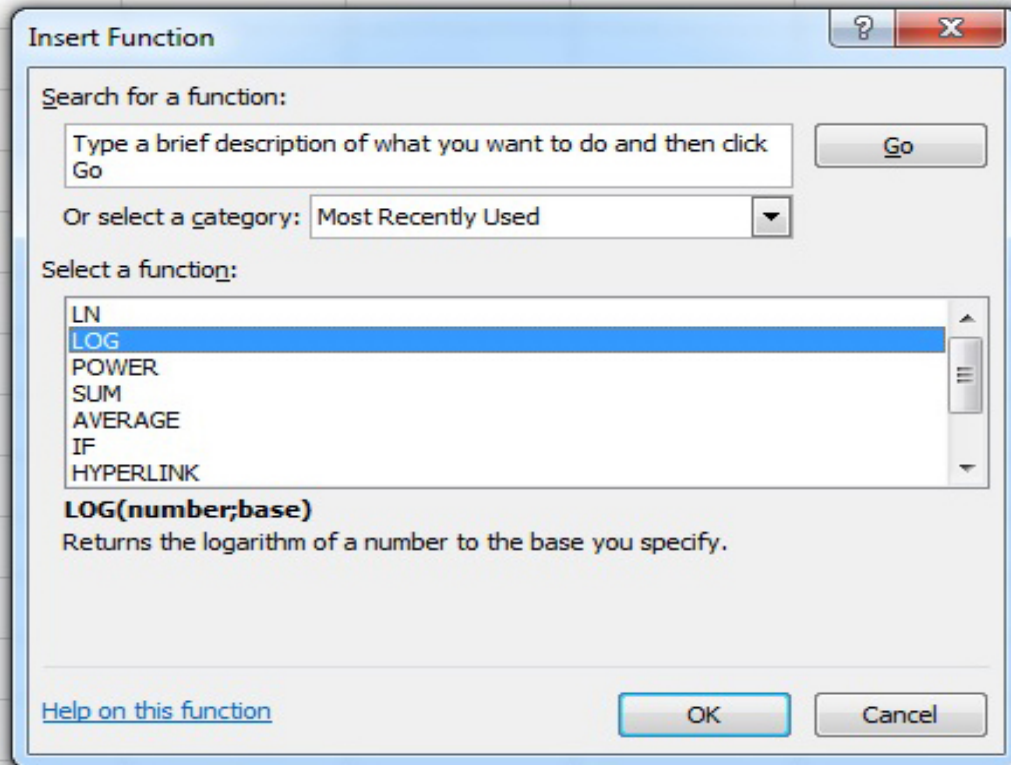 Insert Function
Search for a function:
Type a brief description of what you want to do and then click
Go
Go
Or select a category: Most Recently Used
Select a function:
LN
LOG
POWER
SUM
AVERAGE
IF
HYPERLINK
LOG(number;base)
Returns the logarithm of a number to the base you specify.
Help on this function OK Cancel